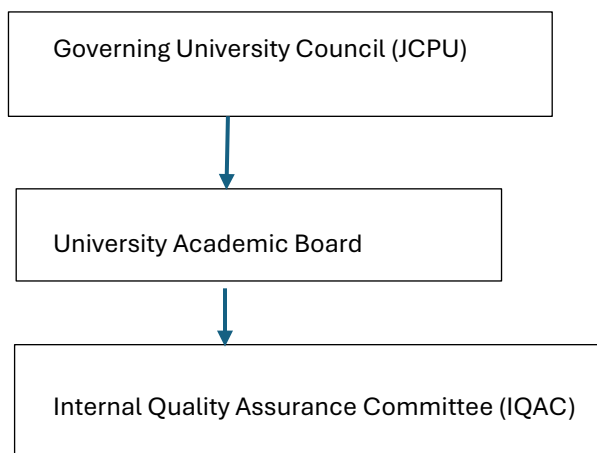 Governing University Council (JCPU)
University Academic Board
Internal Quality Assurance Committee (IQAC)